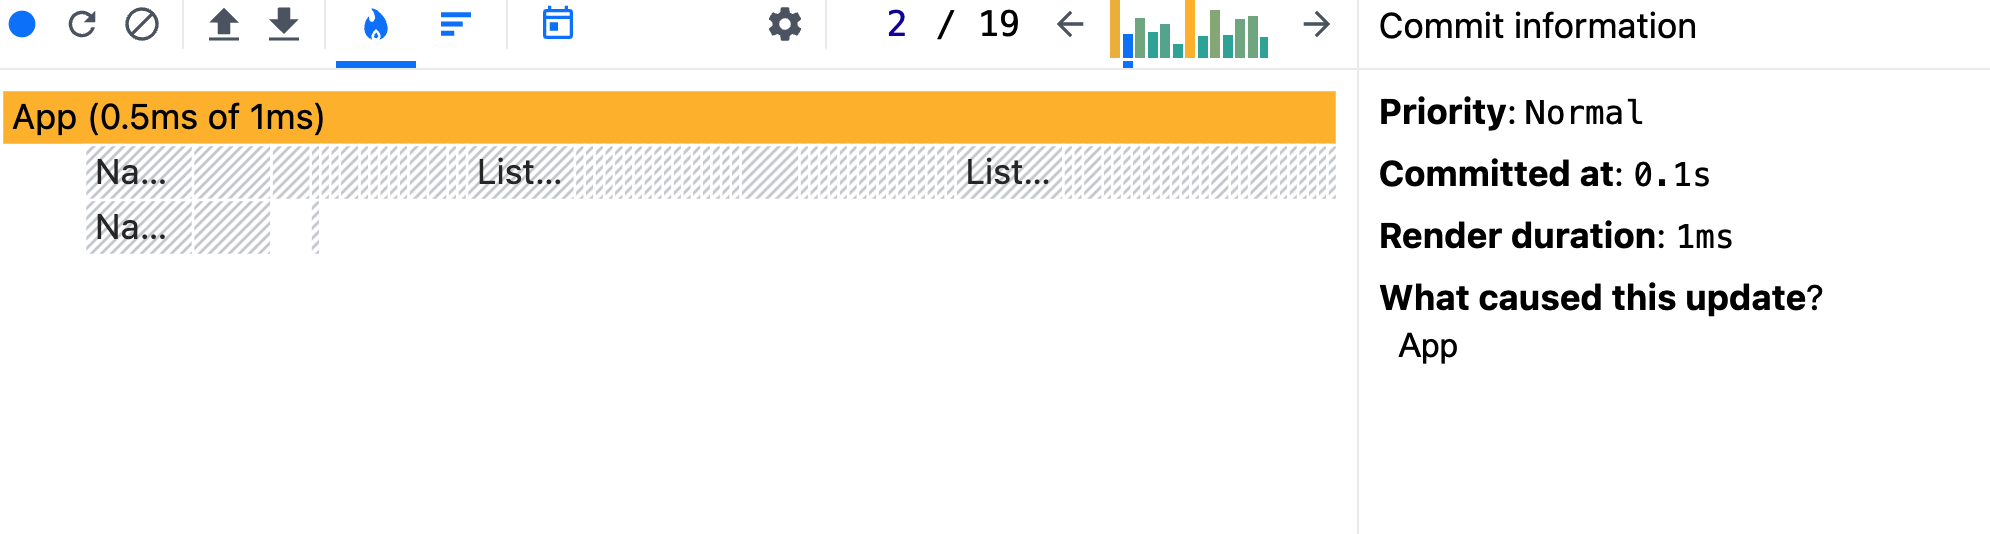 2 / 19
Commit information
App (0.5ms of 1ms)
Na... List... List...
Na...
Priority: Normal
Committed at: 0.1s
Render duration: 1ms
What caused this update?
App